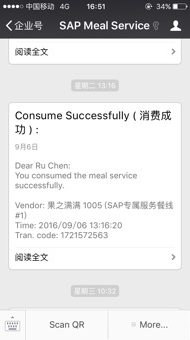 中国移动 4G 16:51 34%
企业号 SAP Meal Service
阅读全文
星期二 13:16
Consume Successfully ( 消费成
功 ) :
9月6日
Dear Ru Chen:
You consumed the meal service
successfully.
Vendor: 果之满满 1005 (SAP专属服务餐线
#1)
Time: 2016/09/06 13:16:20
Tran. code: 1721572563
阅读全文
星期三 10:32
Scan QR
More...